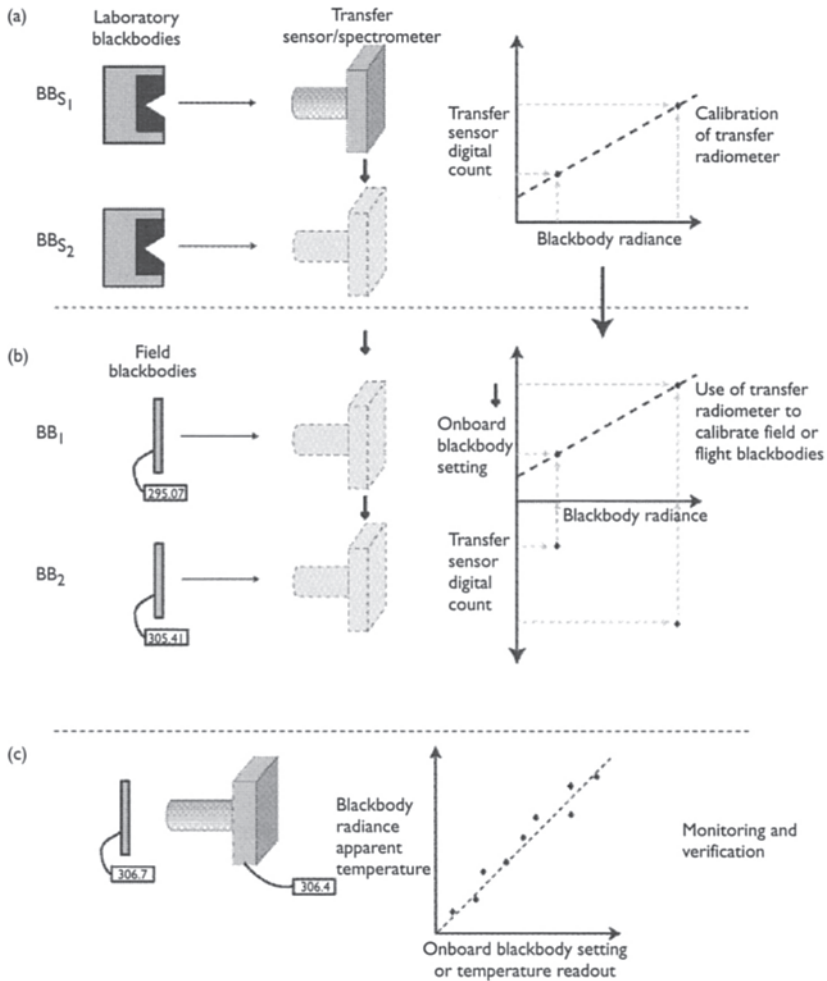 (a)
Laboratory
blackbodies
Transfer
sensor/spectrometer
BBS1
BBS2
Transfer
sensor
digital
count
Calibration
of transfer
radiometer
Blackbody radiance
(b)
Field
blackbodies
BB1
295.07
BB2
305.41
Onboard
blackbody
setting
Use of transfer
radiometer to
calibrate field or
flight blackbodies
Blackbody radiance
Transfer
sensor
digital
count
(c)
306.7
306.4
Blackbody
radiance
apparent
temperature
Monitoring and
verification
Onboard blackbody setting
or temperature readout